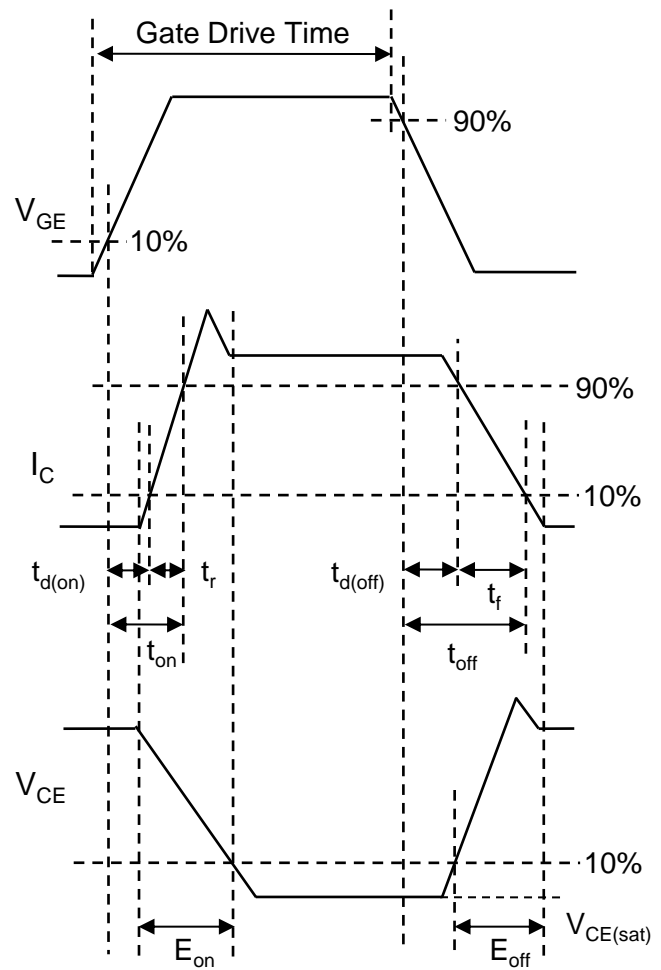 Gate Drive Time
90%
V_GE
10%
90%
I_C
10%
t_d(on)
t_r
t_d(off)
t_f
t_on
t_off
V_CE
10%
V_CE(sat)
E_on
E_off